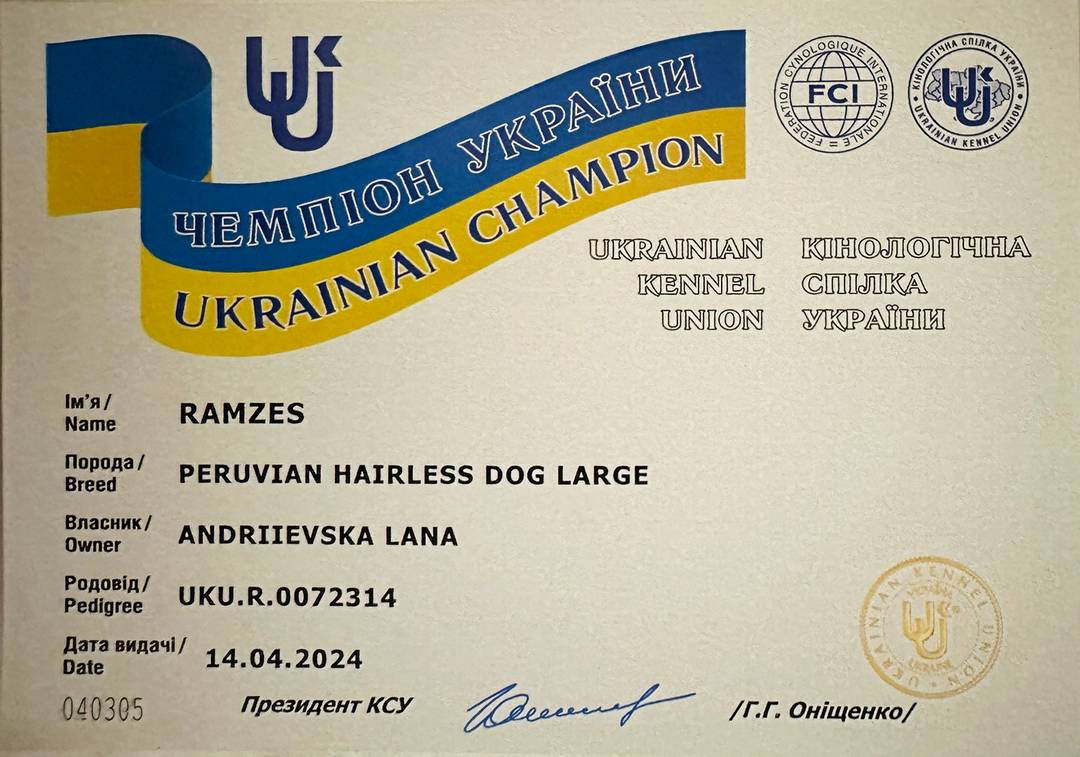 ЧЕМПІОН УКРАЇНИ
UKRAINIAN CHAMPION
FEDERATION CYNOLOGIQUE INTERNATIONALE
FCI
КІНОЛОГІЧНА СПІЛКА УКРАЇНИ
UKRAINIAN KENNEL UNION
UKRAINIAN КІНОЛОГІЧНА
KENNEL СПІЛКА
UNION УКРАЇНИ
Ім'я/
Name RAMZES
Порода/
Breed PERUVIAN HAIRLESS DOG LARGE
Власник/
Owner ANDRIIEVSKA LANA
Родовід/
Pedigree UKU.R.0072314
Дата видачі/
Date 14.04.2024
UKRAINIAN KENNEL UNION
УКРАЇНА
UKRAINE
040305 Президент КСУ /Г.Г. Оніщенко/